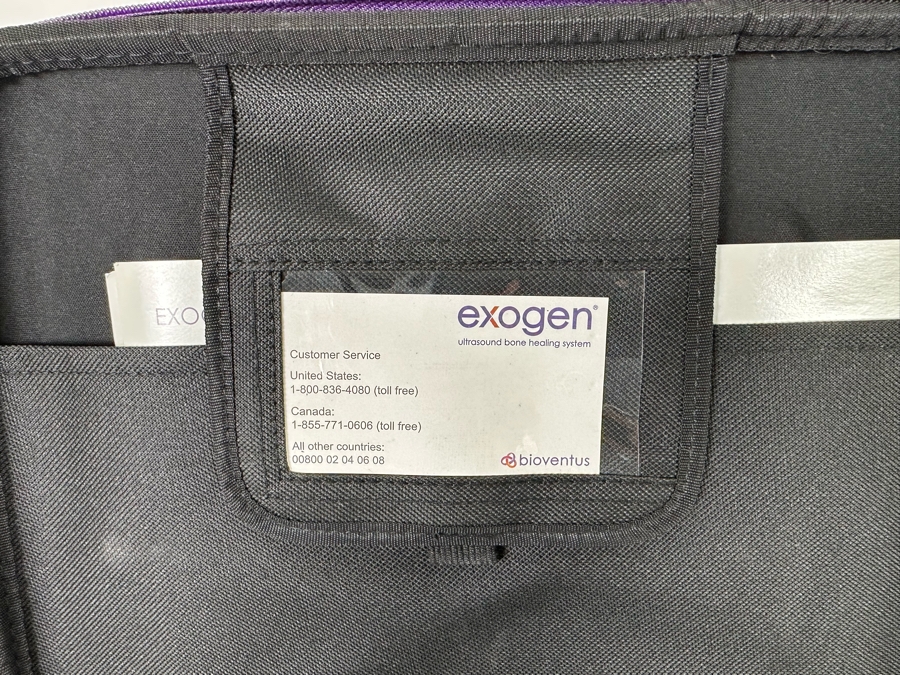 EXO
exogen®
ultrasound bone healing system
Customer Service
United States:
1-800-836-4080 (toll free)
Canada:
1-855-771-0606 (toll free)
All other countries:
00800 02 04 06 08
bioventus